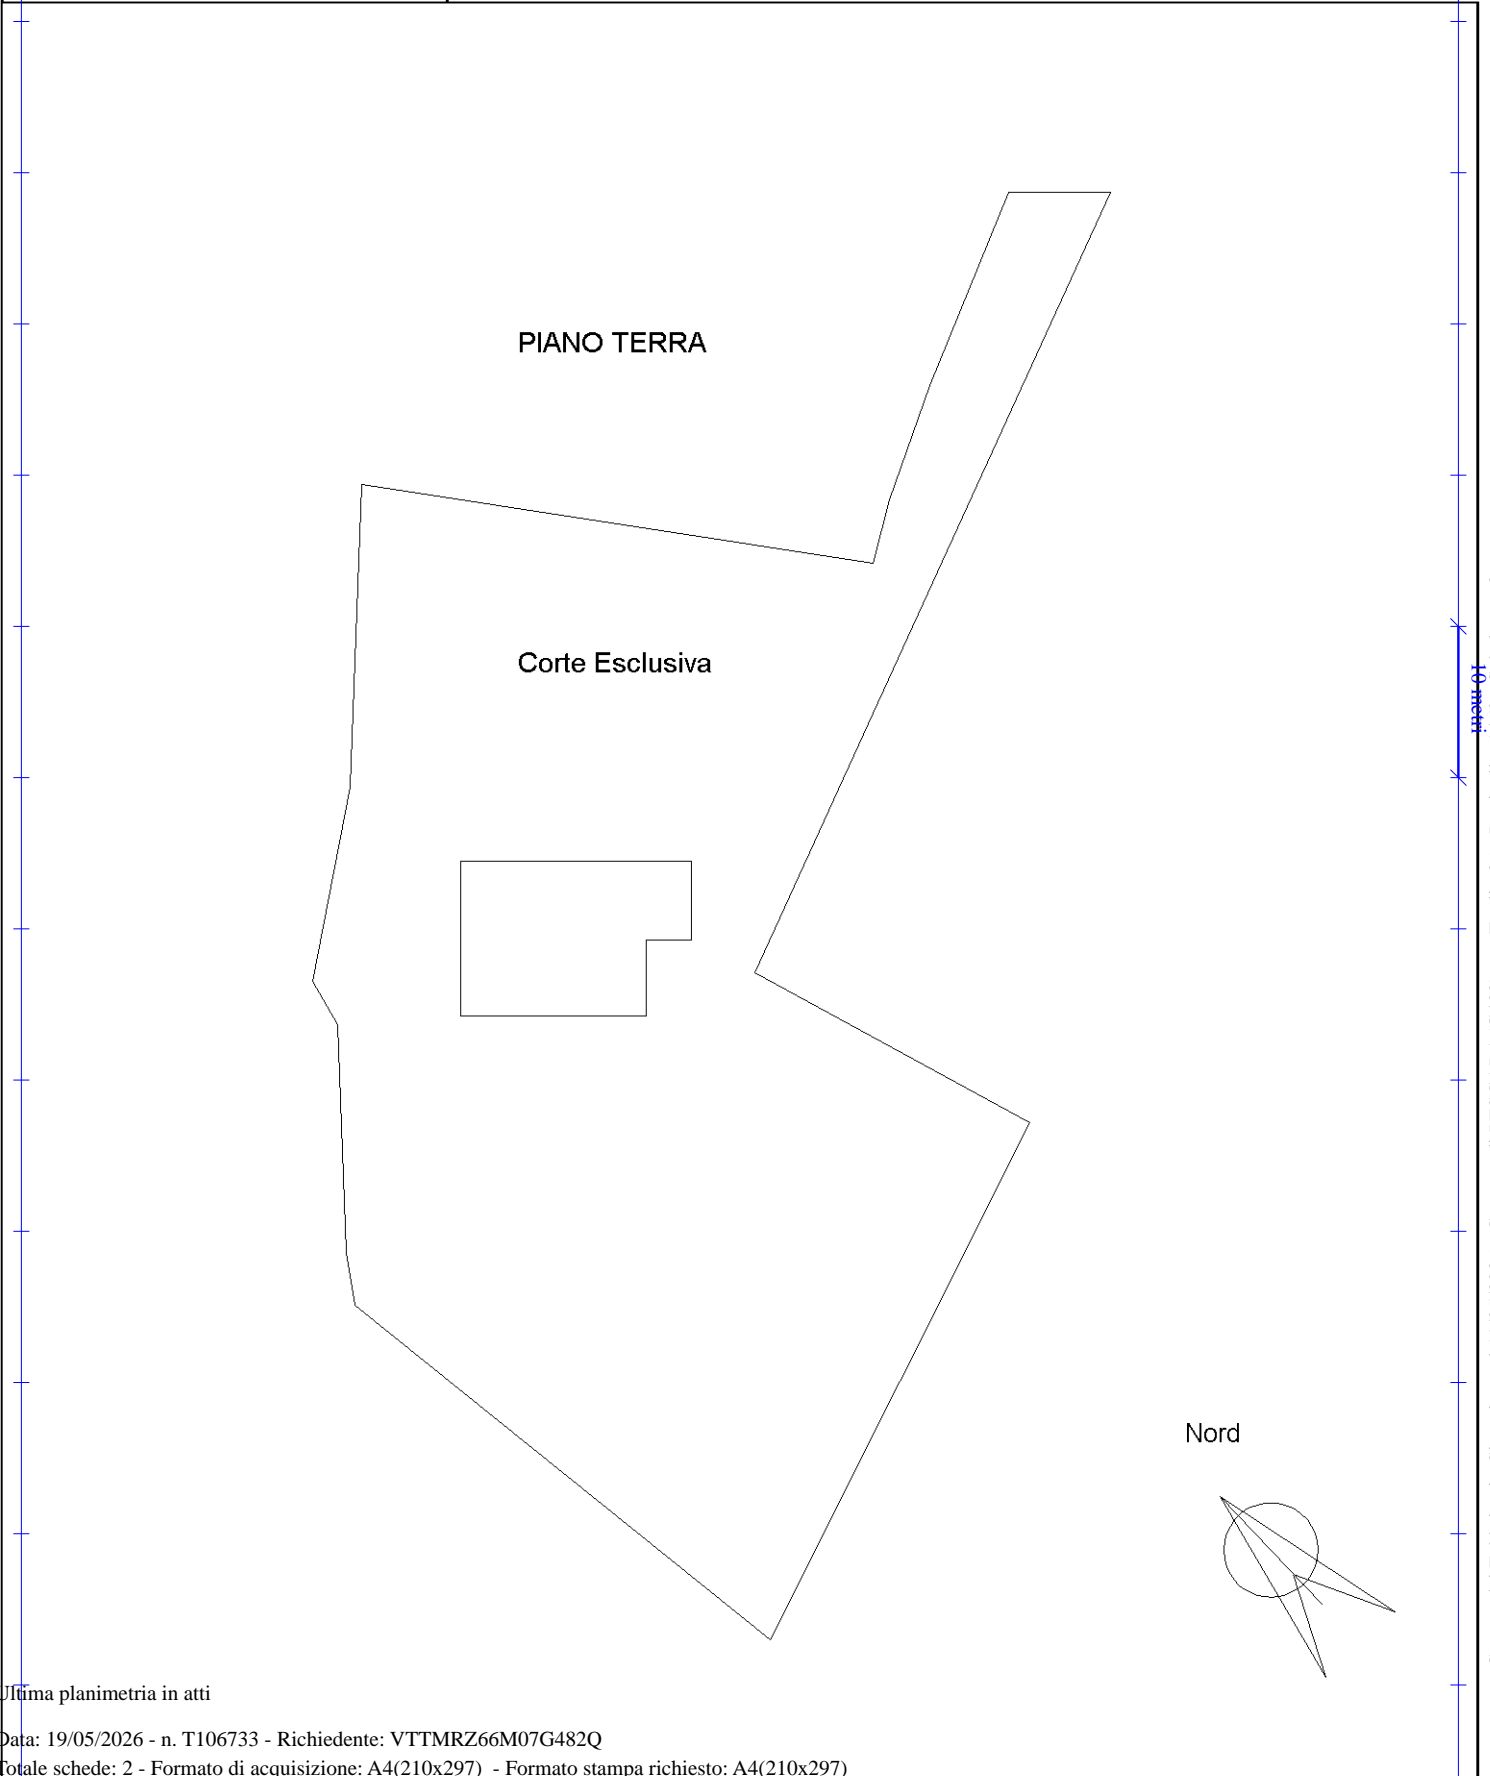 PIANO TERRA
Corte Esclusiva
10 metri
Nord
Ultima planimetria in atti
Data: 19/05/2026 - n. T106733 - Richiedente: VTTMRZ66M07G482Q
Totale schede: 2 - Formato di acquisizione: A4(210x297) - Formato stampa richiesto: A4(210x297)